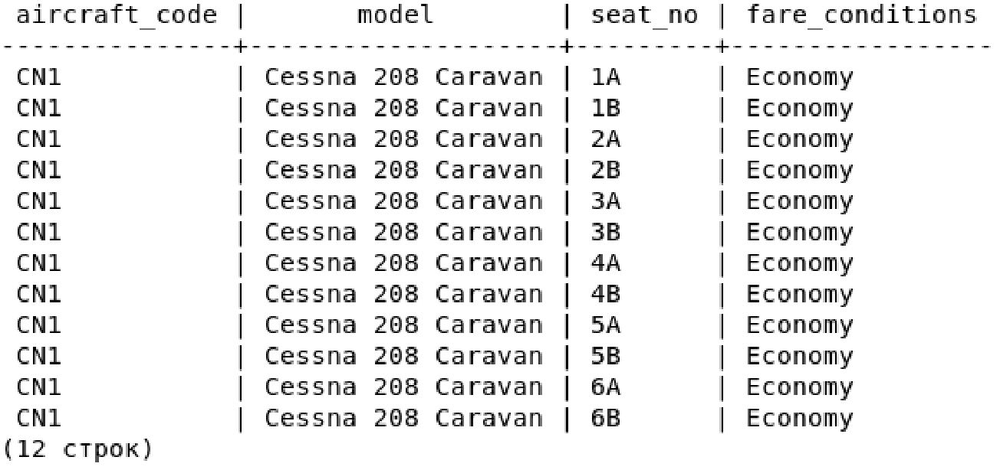 aircraft_code |       model        | seat_no | fare_conditions
---------------+--------------------+---------+-----------------
 CN1           | Cessna 208 Caravan | 1A      | Economy
 CN1           | Cessna 208 Caravan | 1B      | Economy
 CN1           | Cessna 208 Caravan | 2A      | Economy
 CN1           | Cessna 208 Caravan | 2B      | Economy
 CN1           | Cessna 208 Caravan | 3A      | Economy
 CN1           | Cessna 208 Caravan | 3B      | Economy
 CN1           | Cessna 208 Caravan | 4A      | Economy
 CN1           | Cessna 208 Caravan | 4B      | Economy
 CN1           | Cessna 208 Caravan | 5A      | Economy
 CN1           | Cessna 208 Caravan | 5B      | Economy
 CN1           | Cessna 208 Caravan | 6A      | Economy
 CN1           | Cessna 208 Caravan | 6B      | Economy
(12 строк)